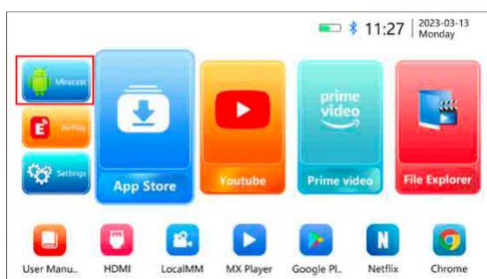 11:27 2023-03-13
Monday
Miracast
AirPlay
Settings
App Store
Youtube
prime
video
Prime video
File Explorer
User Manu..
HDMI
LocalMM
MX Player
Google Pl..
N
Netflix
Chrome